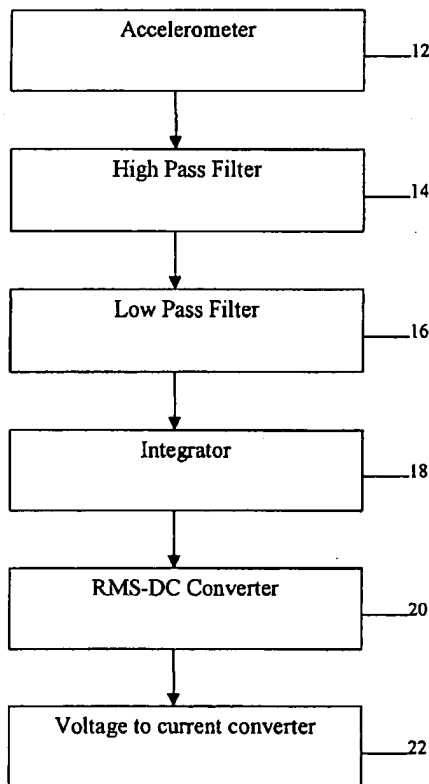 Accelerometer
12
High Pass Filter
14
Low Pass Filter
16
Integrator
18
RMS-DC Converter
20
Voltage to current converter
22